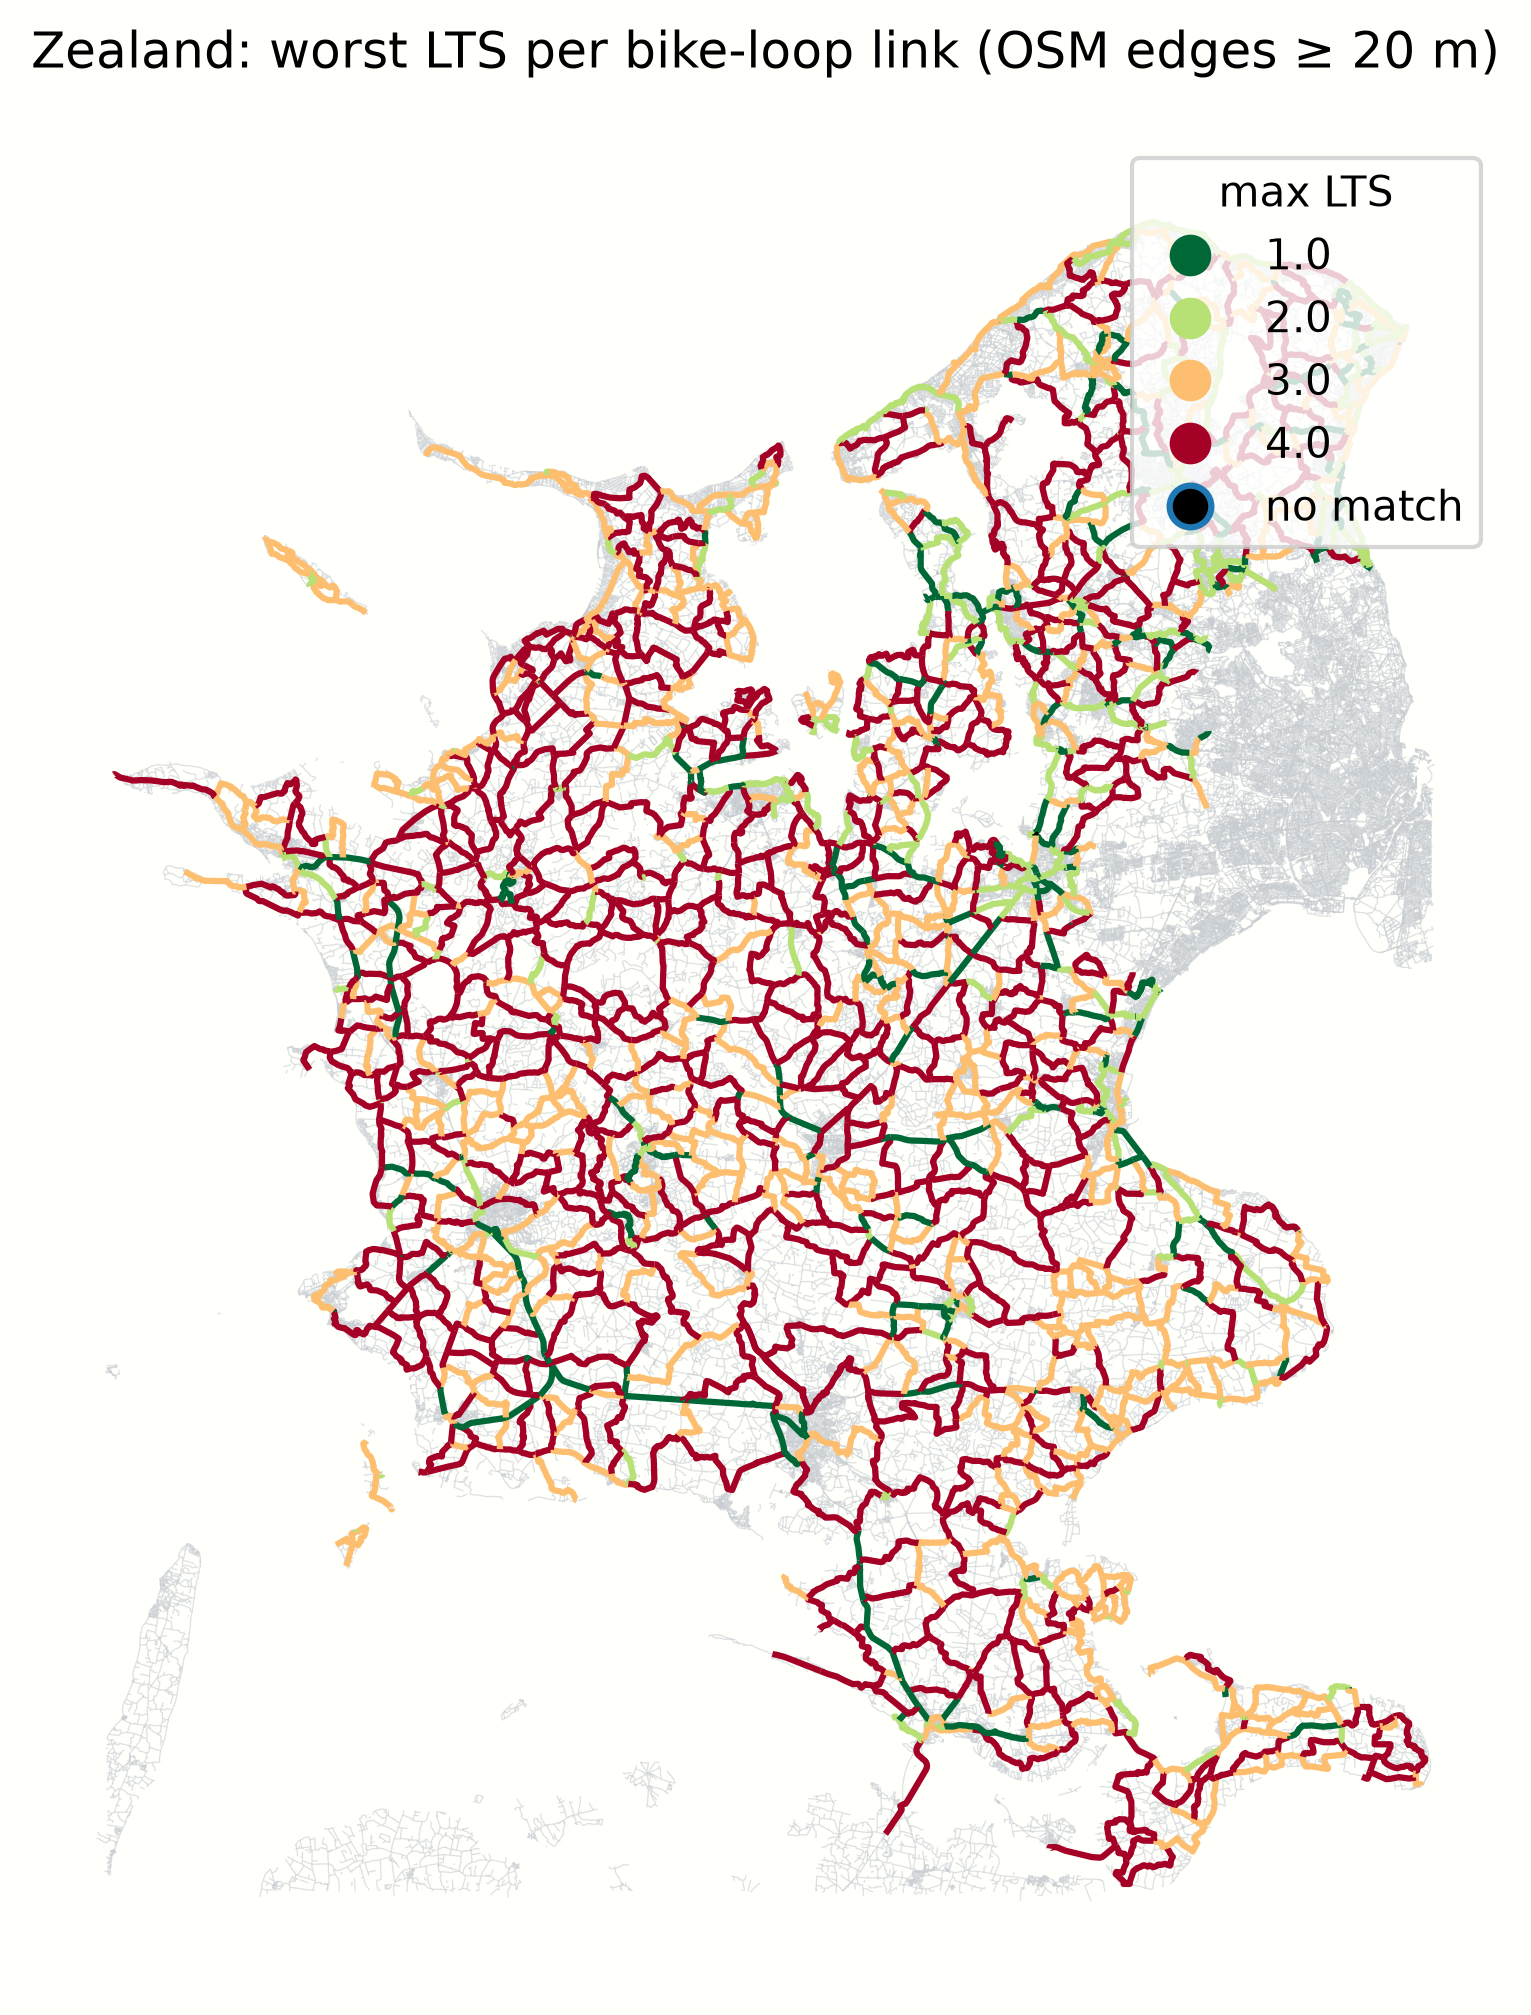 Zealand: worst LTS per bike-loop link (OSM edges ≥ 20 m)
max LTS
1.0
2.0
3.0
4.0
no match